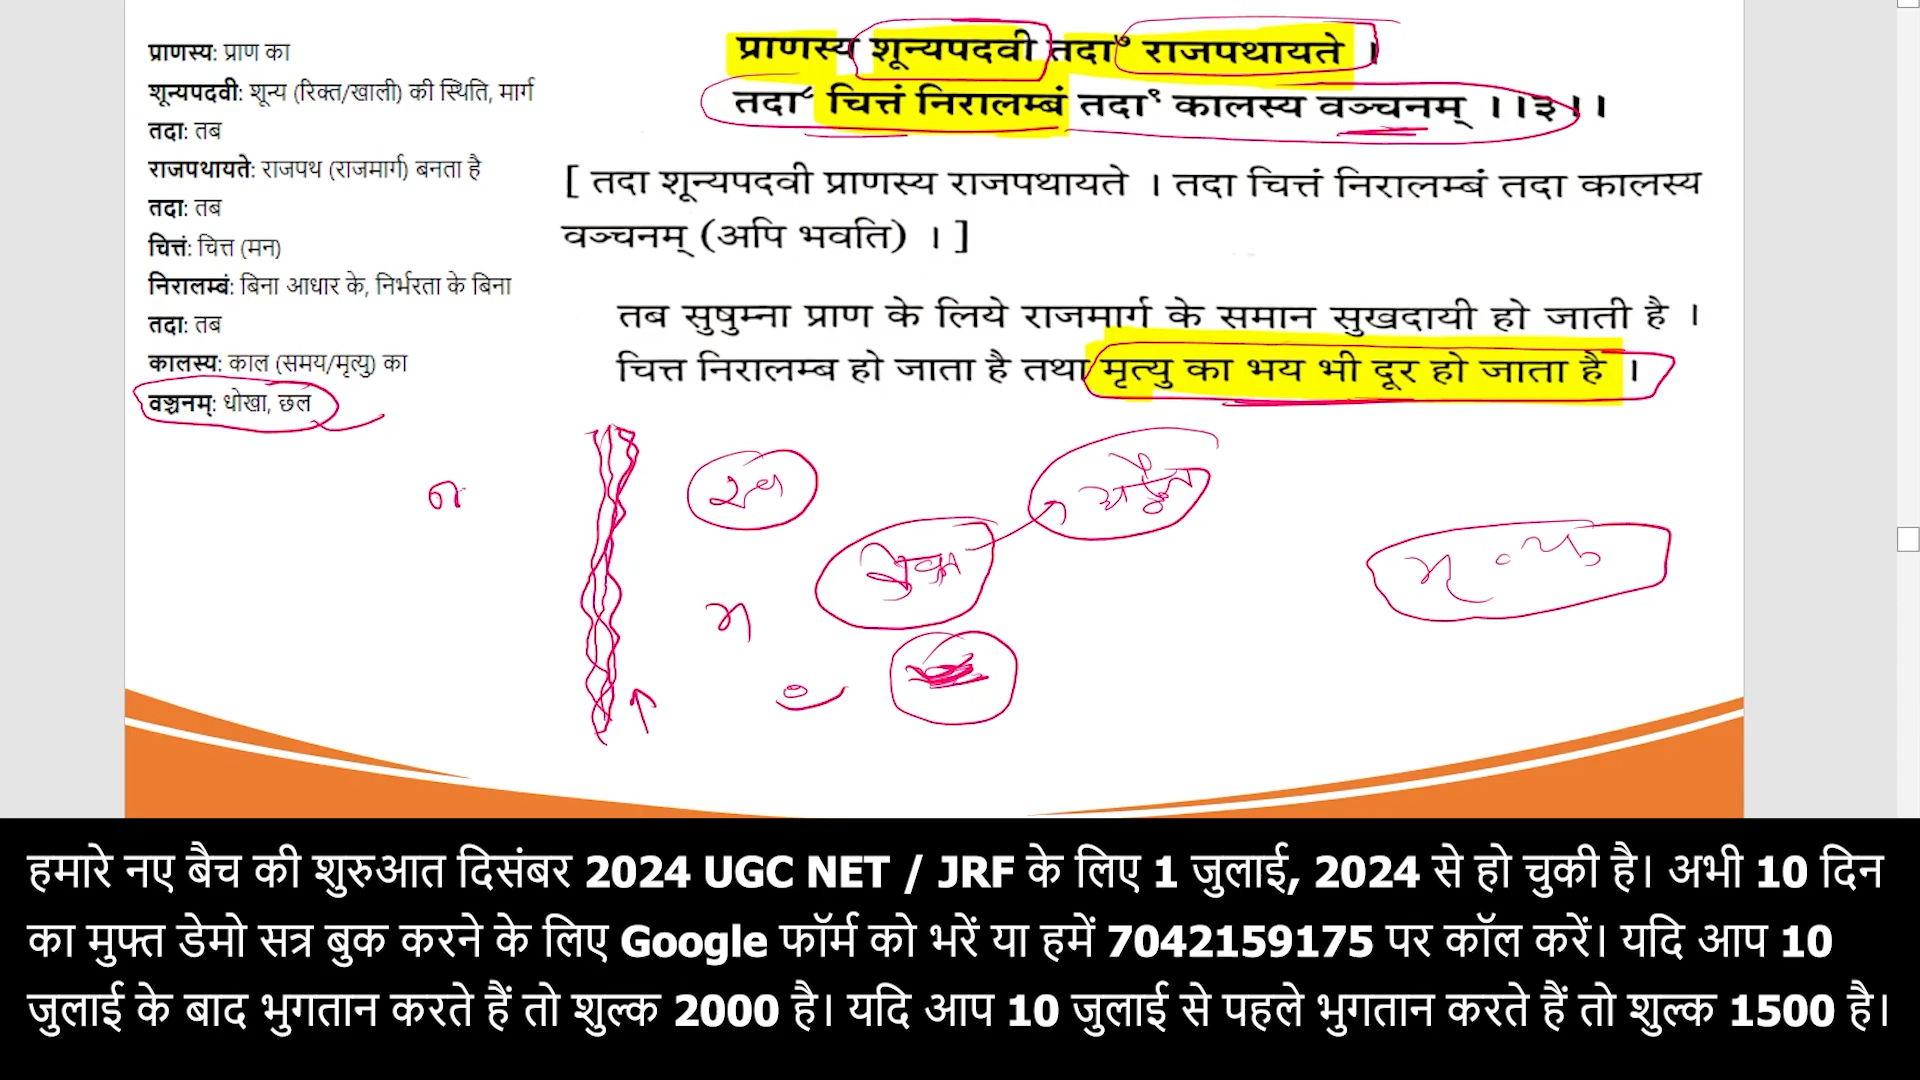 प्राणस्य: प्राण का
शून्यपदवी: शून्य (रिक्त/खाली) की स्थिति, मार्ग
तदा: तब
राजपथायते: राजपथ (राजमार्ग) बनता है
तदा: तब
चित्तं: चित्त (मन)
निरालम्बं: बिना आधार के, निर्भरता के बिना
तदा: तब
कालस्य: काल (समय/मृत्यु) का
वञ्चनम्: धोखा, छल
प्राणस्य शून्यपदवी तदा७ राजपथायते ।
तदा८ चित्तं निरालम्बं तदा९ कालस्य वञ्चनम् ।।३।।
[ तदा शून्यपदवी प्राणस्य राजपथायते । तदा चित्तं निरालम्बं तदा कालस्य
वञ्चनम् (अपि भवति) । ]
तब सुषुम्ना प्राण के लिये राजमार्ग के समान सुखदायी हो जाती है ।
चित्त निरालम्ब हो जाता है तथा मृत्यु का भय भी दूर हो जाता है ।
हमारे नए बैच की शुरुआत दिसंबर 2024 UGC NET / JRF के लिए 1 जुलाई, 2024 से हो चुकी है। अभी 10 दिन
का मुफ्त डेमो सत्र बुक करने के लिए Google फॉर्म को भरें या हमें 7042159175 पर कॉल करें। यदि आप 10
जुलाई के बाद भुगतान करते हैं तो शुल्क 2000 है। यदि आप 10 जुलाई से पहले भुगतान करते हैं तो शुल्क 1500 है।